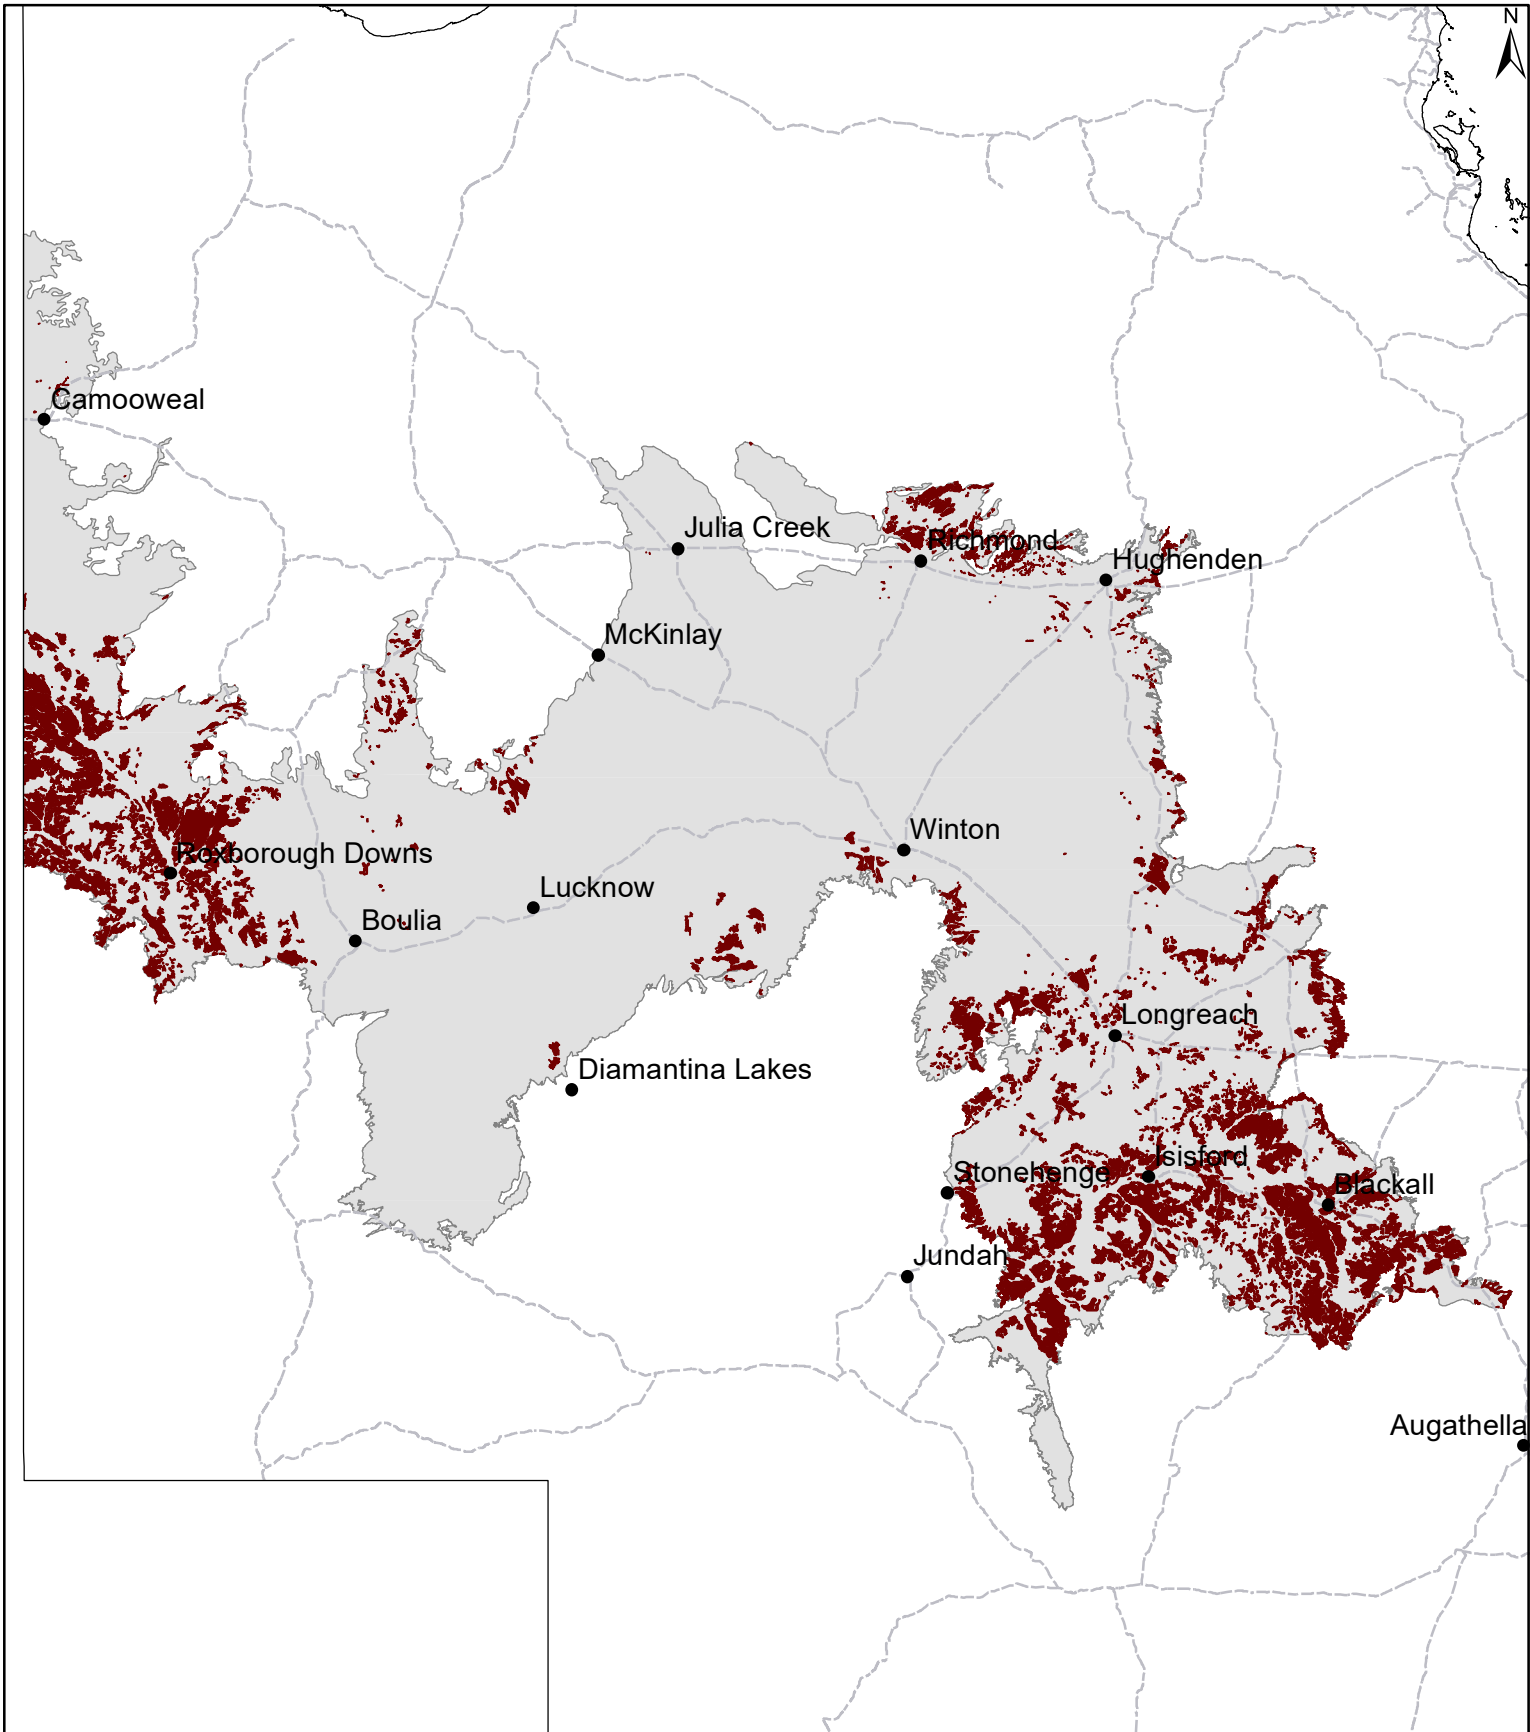 N
Camooweal
Julia Creek
Richmond
Hughenden
McKinlay
Winton
Roxborough Downs
Lucknow
Boulia
Longreach
Diamantina Lakes
Isisford
Stonehenge
Blackall
Jundah
Augathella